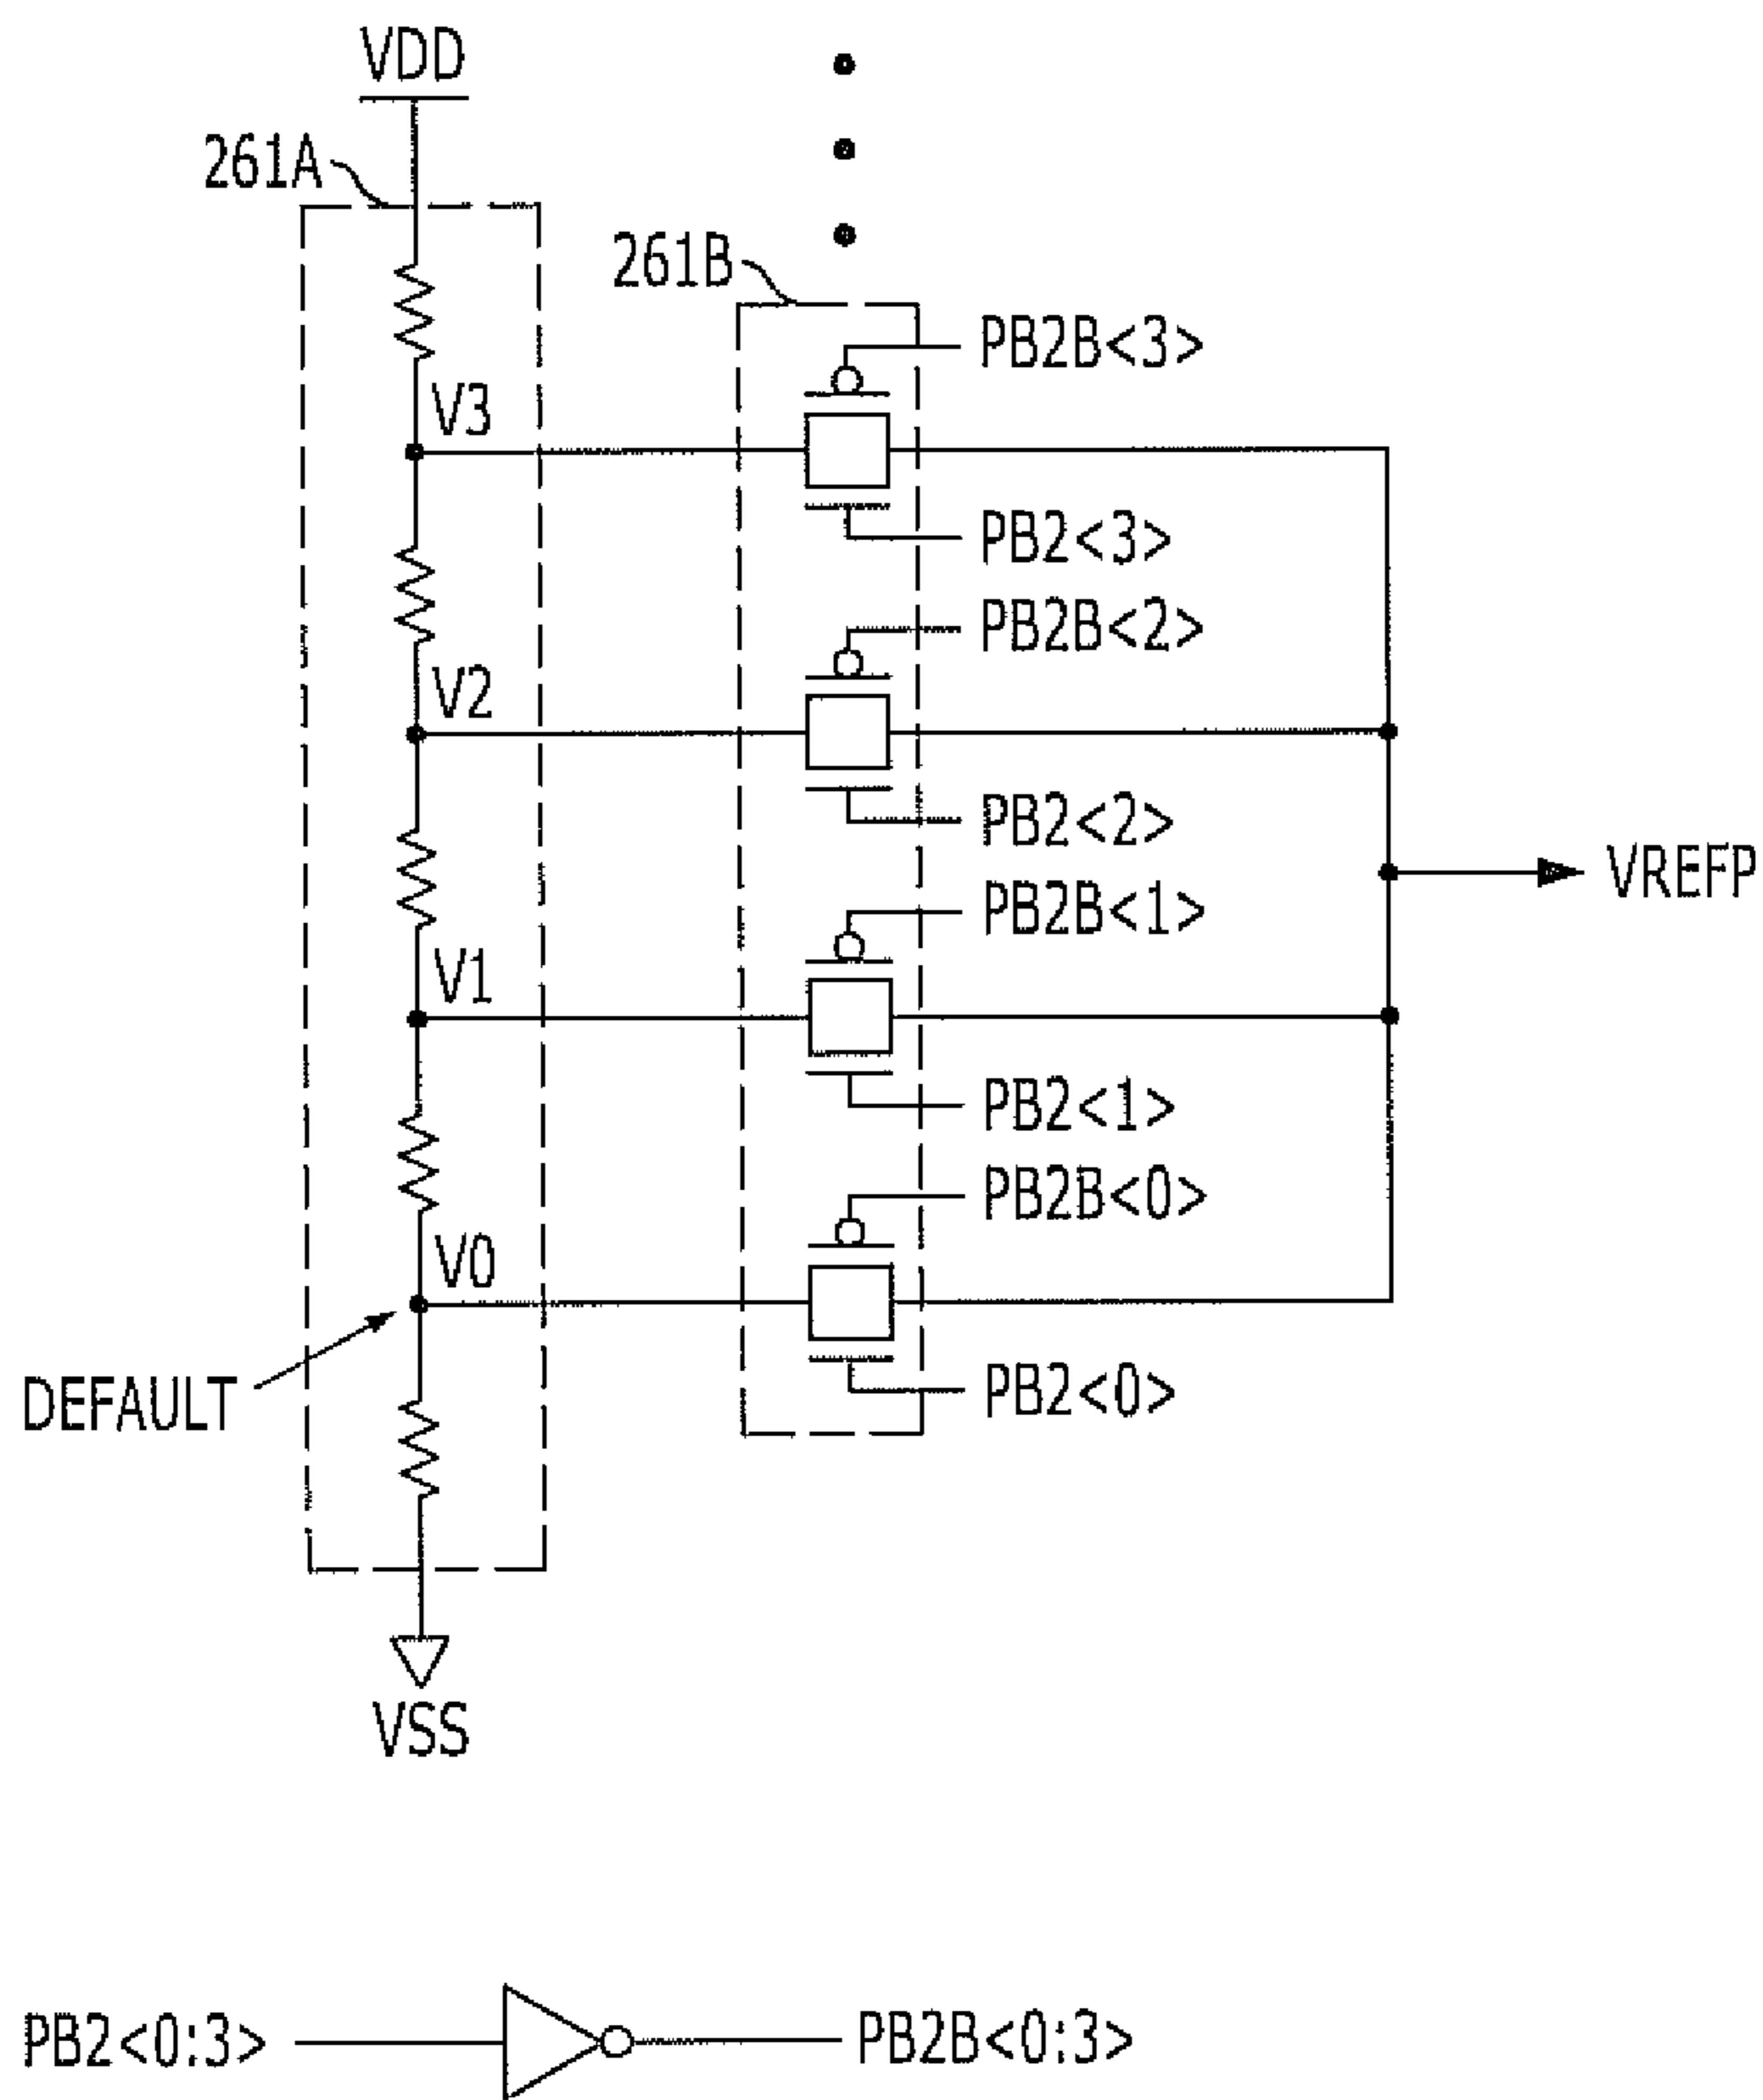 VDD
261A
261B
PB2B<3>
V3
PB2<3>
PB2B<2>
V2
PB2<2>
VREFP
PB2B<1>
V1
PB2<1>
PB2B<0>
V0
PB2<0>
DEFAULT
VSS
PB2<0:3>
PB2B<0:3>